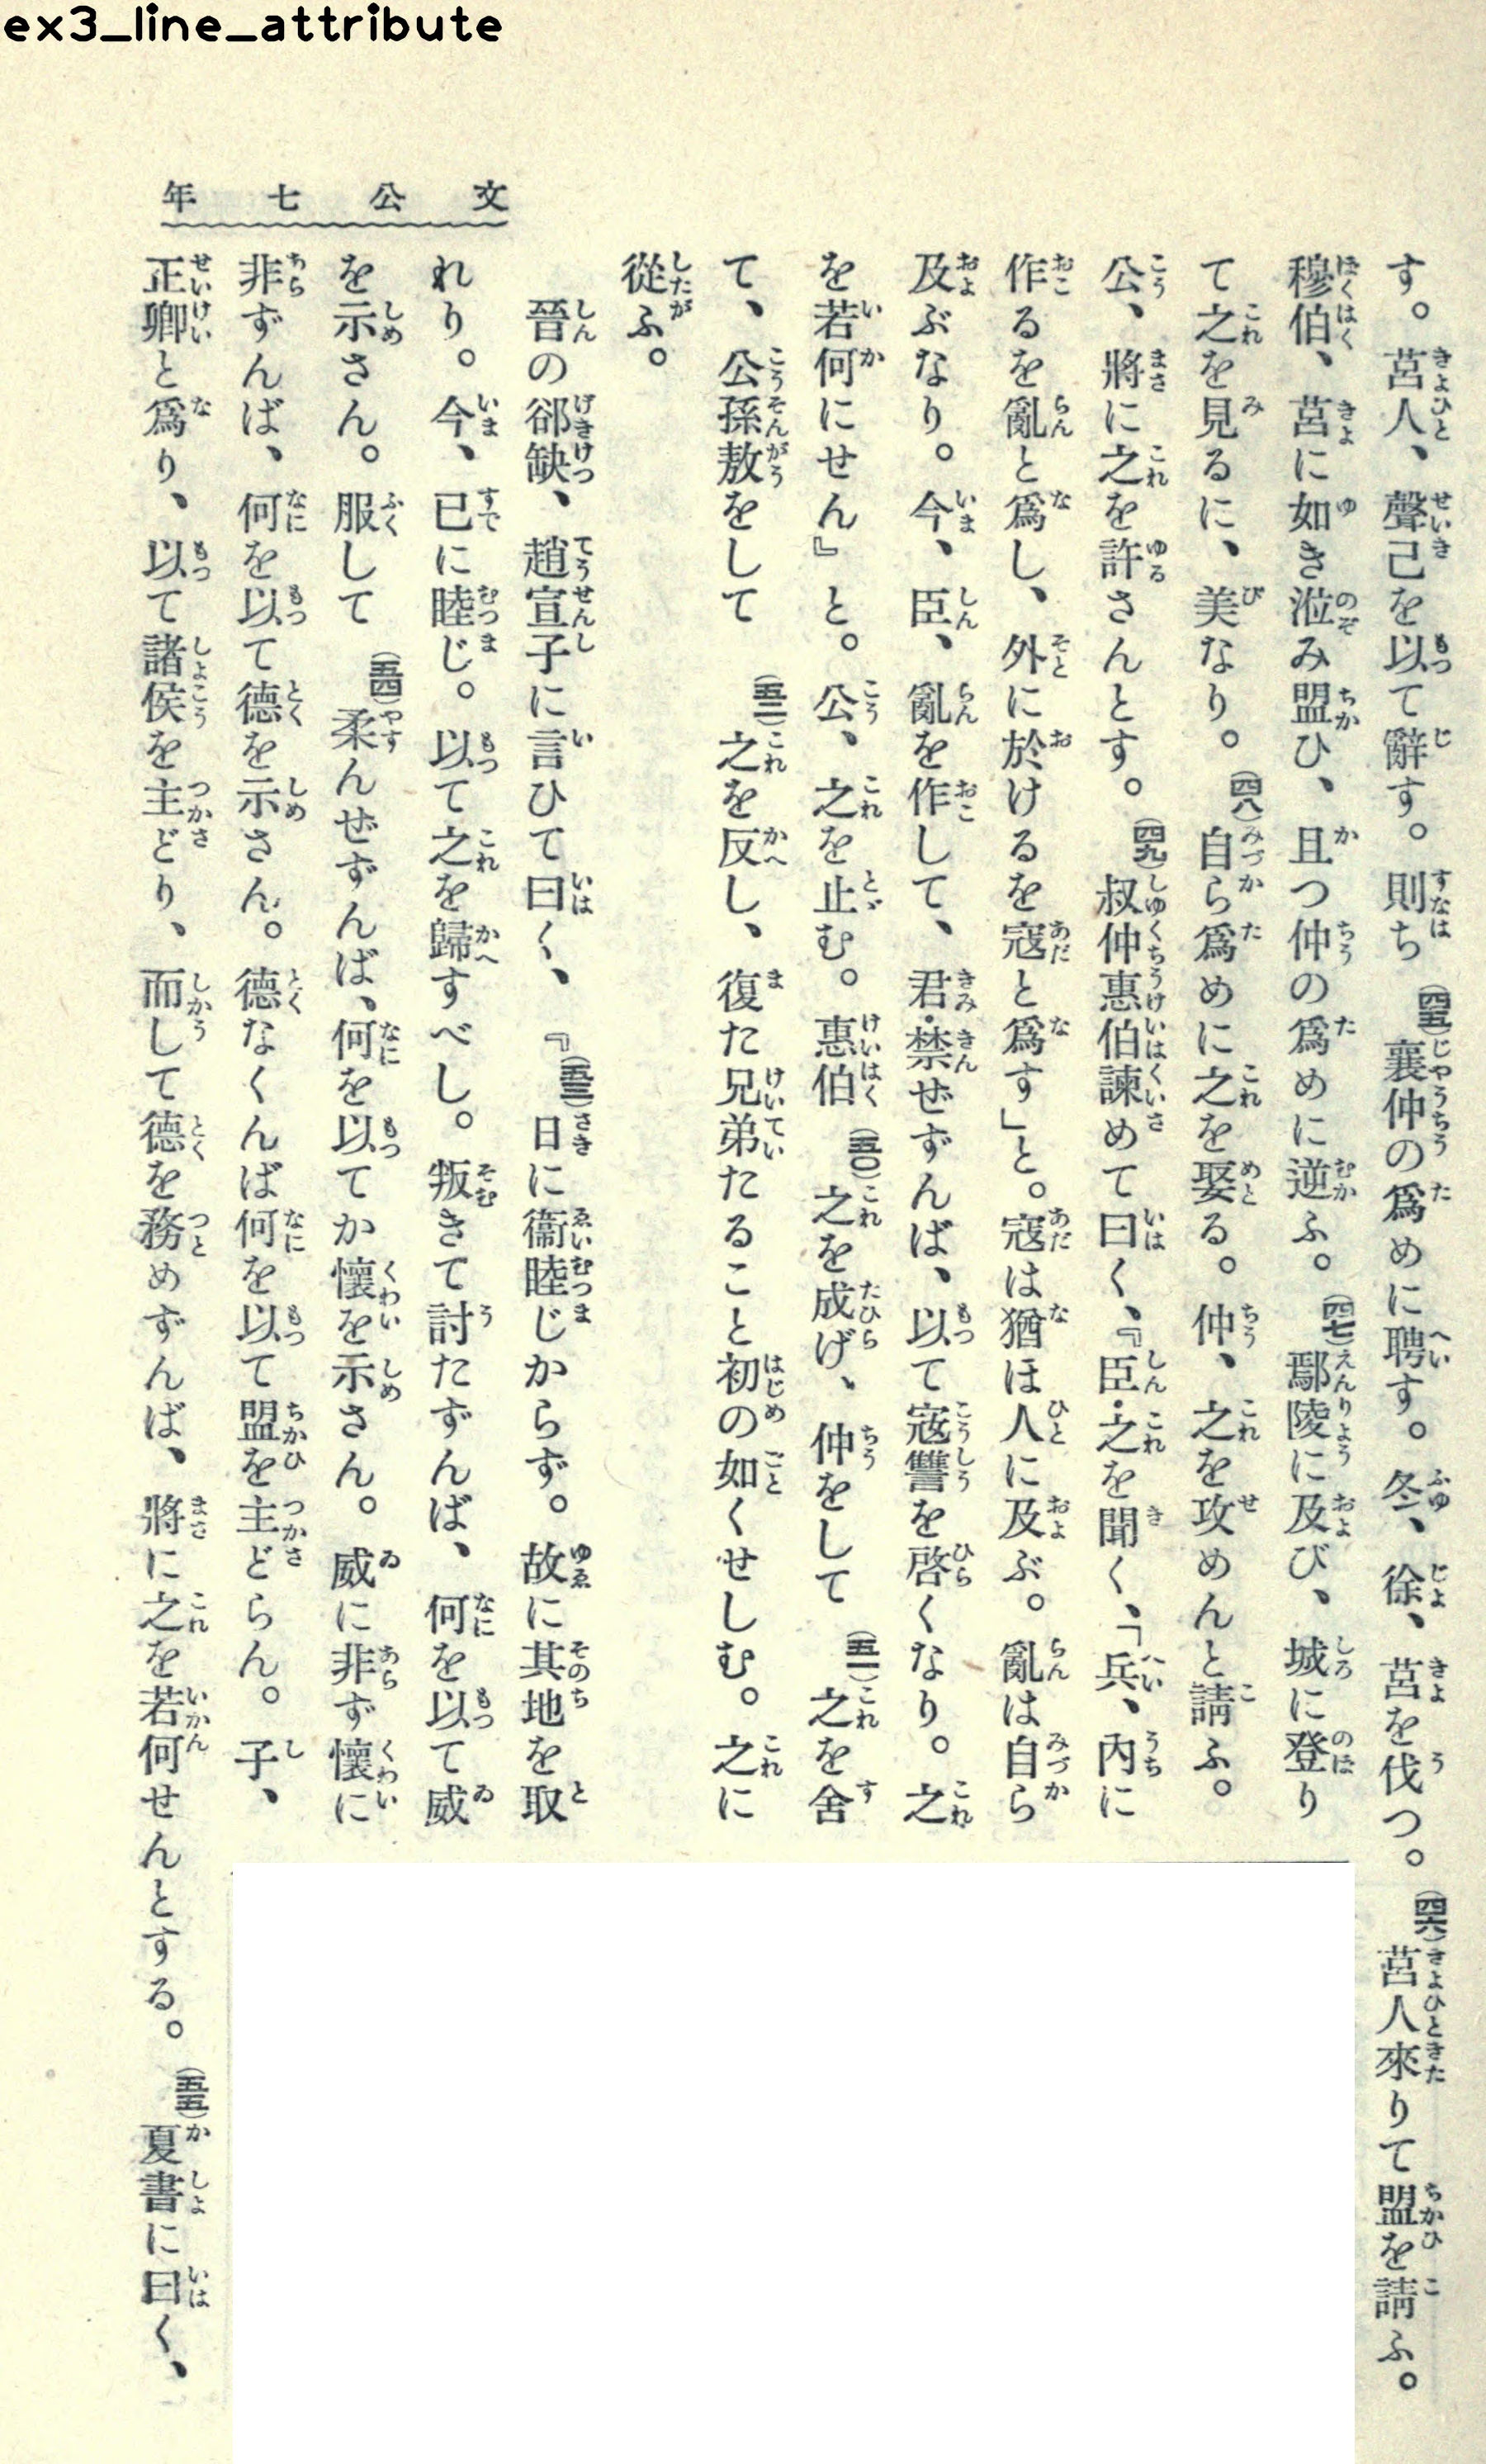 ex3_line_attribute
文公七年
す。莒人、聲己を以て辭す。則ち(四五)襄仲の爲めに聘す。冬、徐、莒を伐つ。(四六)莒人來りて盟を請ふ。
穆伯、莒に如き涖み盟ひ、且つ仲の爲めに逆ふ。(四七)鄢陵に及び、城に登り
て之を見るに、美なり。(四八)自ら爲めに之を娶る。仲、之を攻めんと請ふ。
公、將に之を許さんとす。(四九)叔仲惠伯諫めて曰く、『臣・之を聞く、「兵、內に
作るを亂と爲し、外に於けるを寇と爲す」と。寇は猶ほ人に及ぶ。亂は自ら
及ぶなり。今、臣、亂を作して、君・禁ぜずんば、以て寇讐を啓くなり。之
を若何にせん』と。公、之を止む。惠伯(五〇)之を成げ、仲をして(五一)之を舍
て、公孫敖をして(五二)之を反し、復た兄弟たること初の如くせしむ。之に
從ふ。
晉の郤缺、趙宣子に言ひて曰く、『(五三)日に衞睦じからず。故に其地を取
れり。今、已に睦じ。以て之を歸すべし。叛きて討たずんば、何を以て威
を示さん。服して(五四)柔んぜずんば、何を以てか懷を示さん。威に非ず懷に
非ずんば、何を以て德を示さん。德なくんば何を以て盟を主どらん。子、
正卿と爲り、以て諸侯を主どり、而して德を務めずんば、將に之を若何せんとする。(五五)夏書に曰く、